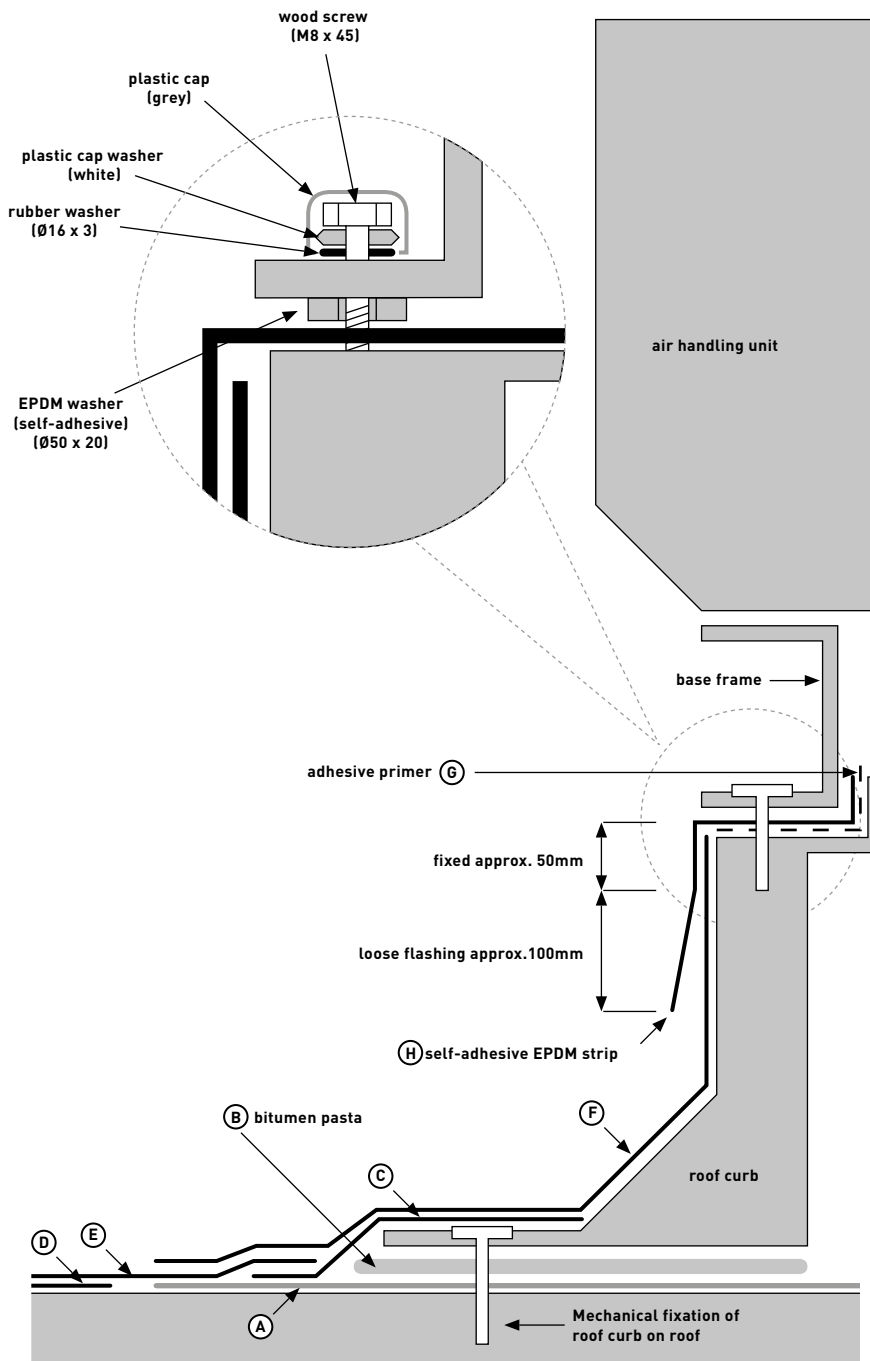 wood screw
(M8 x 45)
plastic cap
(grey)
plastic cap washer
(white)
rubber washer
(Ø16 x 3)
EPDM washer
(self-adhesive)
(Ø50 x 20)
air handling unit
base frame
adhesive primer G
fixed approx. 50mm
loose flashing approx.100mm
H self-adhesive EPDM strip
B bitumen pasta
F
C
roof curb
D
E
A
Mechanical fixation of
roof curb on roof